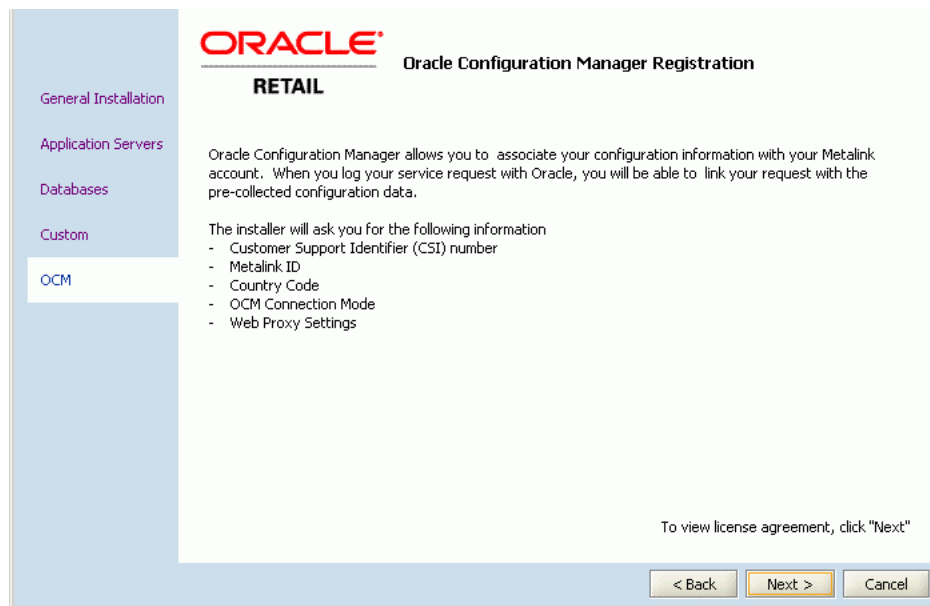 ORACLE
RETAIL
Oracle Configuration Manager Registration
General Installation
Application Servers
Databases
Custom
OCM
Oracle Configuration Manager allows you to associate your configuration information with your Metalink
account. When you log your service request with Oracle, you will be able to link your request with the
pre-collected configuration data.
The installer will ask you for the following information
- Customer Support Identifier (CSI) number
- Metalink ID
- Country Code
- OCM Connection Mode
- Web Proxy Settings
To view license agreement, click "Next"
< Back
Next >
Cancel